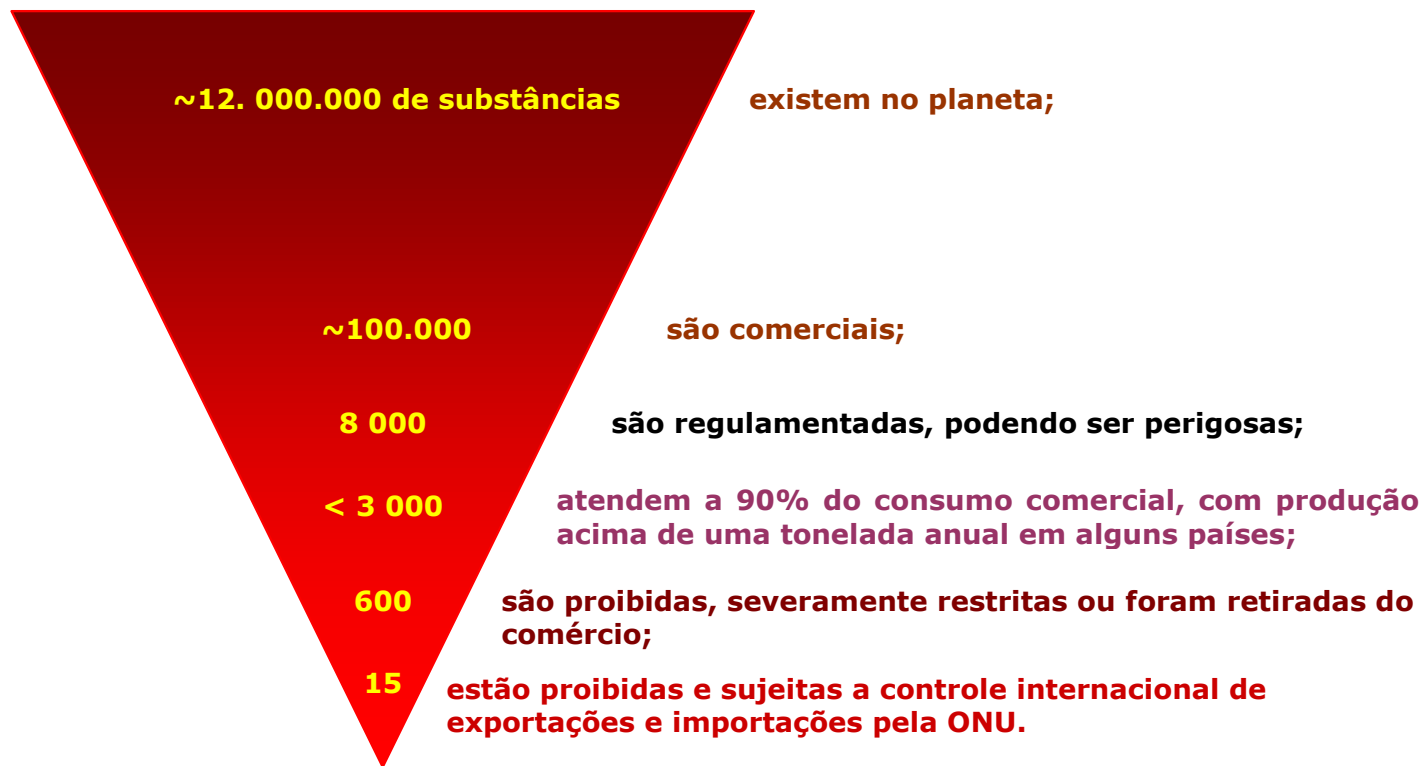 ~12. 000.000 de substâncias existem no planeta;
~100.000 são comerciais;
8 000 são regulamentadas, podendo ser perigosas;
< 3 000 atendem a 90% do consumo comercial, com produção
acima de uma tonelada anual em alguns países;
600 são proibidas, severamente restritas ou foram retiradas do
comércio;
15 estão proibidas e sujeitas a controle internacional de
exportações e importações pela ONU.